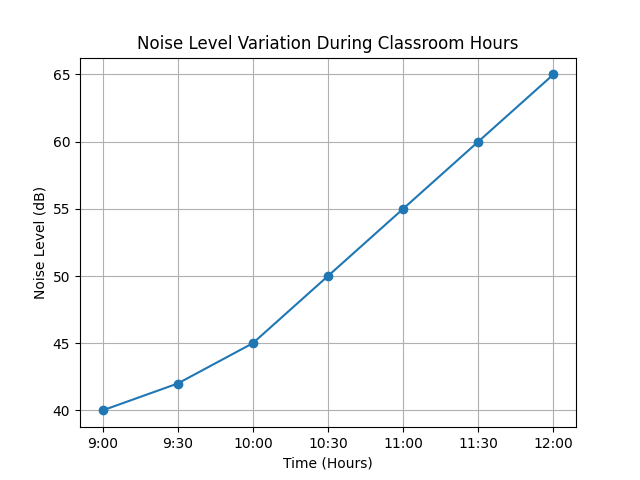 Noise Level Variation During Classroom Hours
Noise Level (dB)
65
60
55
50
45
40
9:00 9:30 10:00 10:30 11:00 11:30 12:00
Time (Hours)